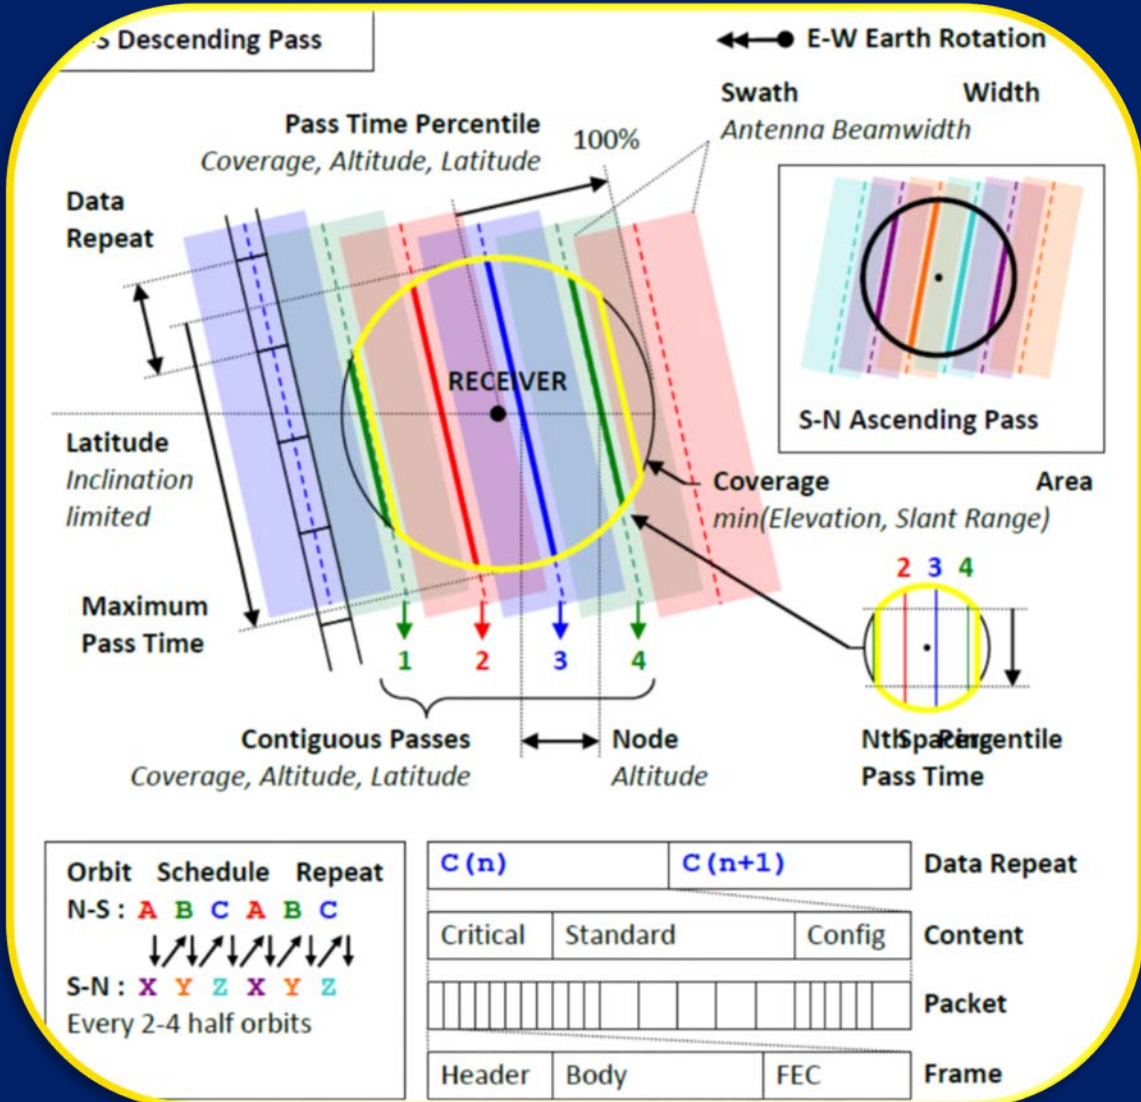 -S Descending Pass
E-W Earth Rotation
Swath Width
Antenna Beamwidth
Pass Time Percentile
Coverage, Altitude, Latitude
100%
Data
Repeat
RECEIVER
S-N Ascending Pass
Latitude
Inclination
limited
Coverage Area
min(Elevation, Slant Range)
2 3 4
Maximum
Pass Time
1 2 3 4
Contiguous Passes
Coverage, Altitude, Latitude
Node
Altitude
Nth Spacing Percentile
Pass Time
Orbit Schedule Repeat
N-S : A B C A B C
S-N : X Y Z X Y Z
Every 2-4 half orbits
C(n) C(n+1) Data Repeat
Critical Standard Config Content
Packet
Header Body FEC Frame